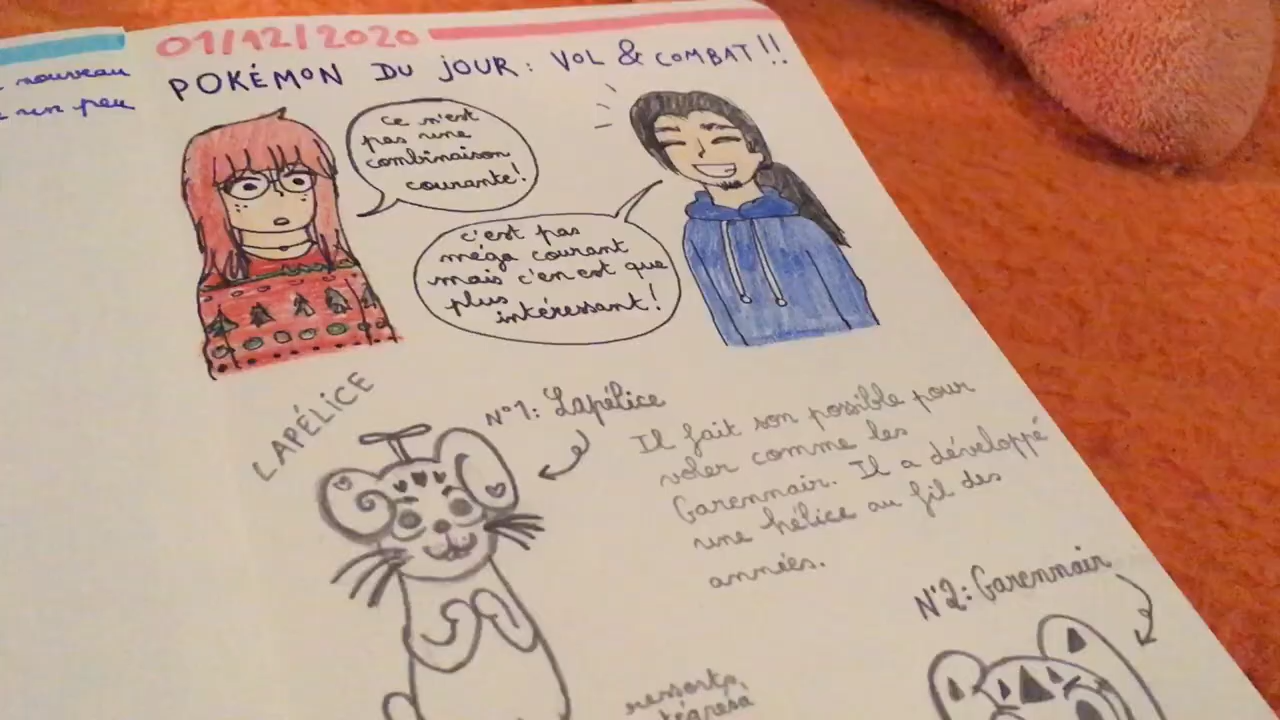 nouveau
un peu
01/12/2020
POKÉMON DU JOUR : VOL & COMBAT !!
Ce n'est
pas une
combinaison
courante!
c'est pas
méga courant
mais c'en est que
plus
intéressant!
LAPÉLICE
N°1: Lapélice
Il fait son possible pour
voler comme les
Garennair. Il a développé
une hélice au fil des
années.
N°2: Garennair
ressorts,